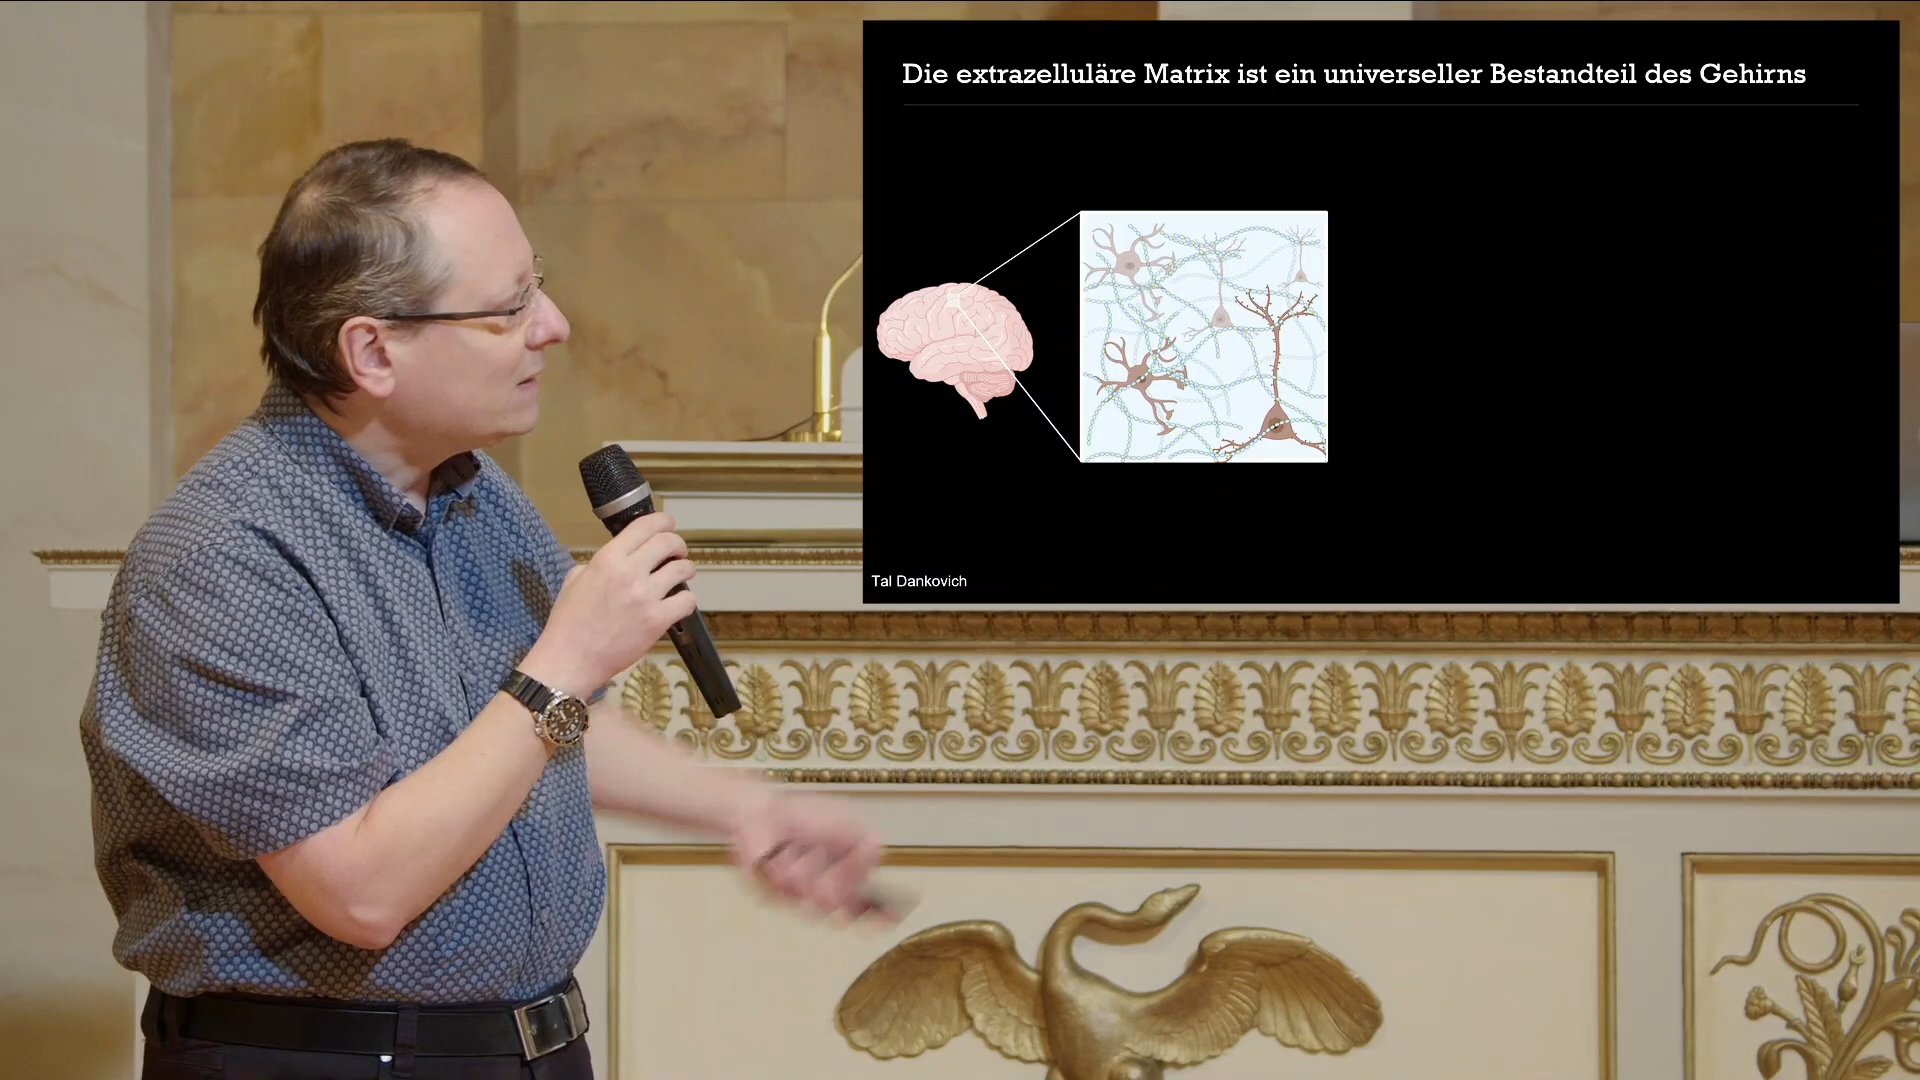 Die extrazelluläre Matrix ist ein universeller Bestandteil des Gehirns
Tal Dankovich